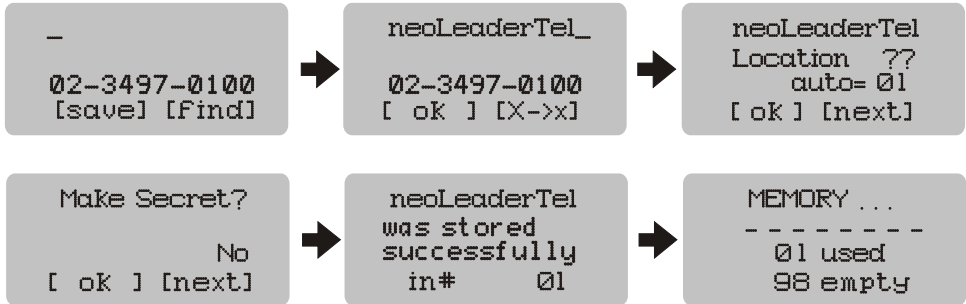 _
02-3497-0100
[save] [Find]
neoLeaderTel_
02-3497-0100
[ ok ] [X->x]
neoLeaderTel
Location ??
auto= 01
[ ok ] [next]
Make Secret?
No
[ ok ] [next]
neoLeaderTel
was stored
successfully
in# 01
MEMORY ...
- - - - - - - - -
01 used
98 empty